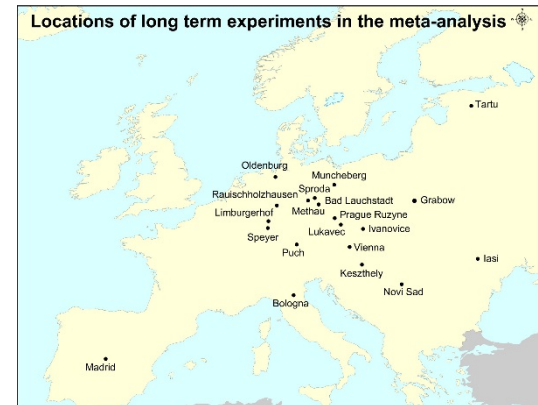 Locations of long term experiments in the meta-analysis
Tartu
Oldenburg
Muncheberg
Rauischholzhausen
Sproda
Bad Lauchstadt
Grabow
Limburgerhof
Methau
Prague Ruzyne
Lukavec
Ivanovice
Speyer
Puch
Vienna
Iasi
Keszthely
Novi Sad
Bologna
Madrid